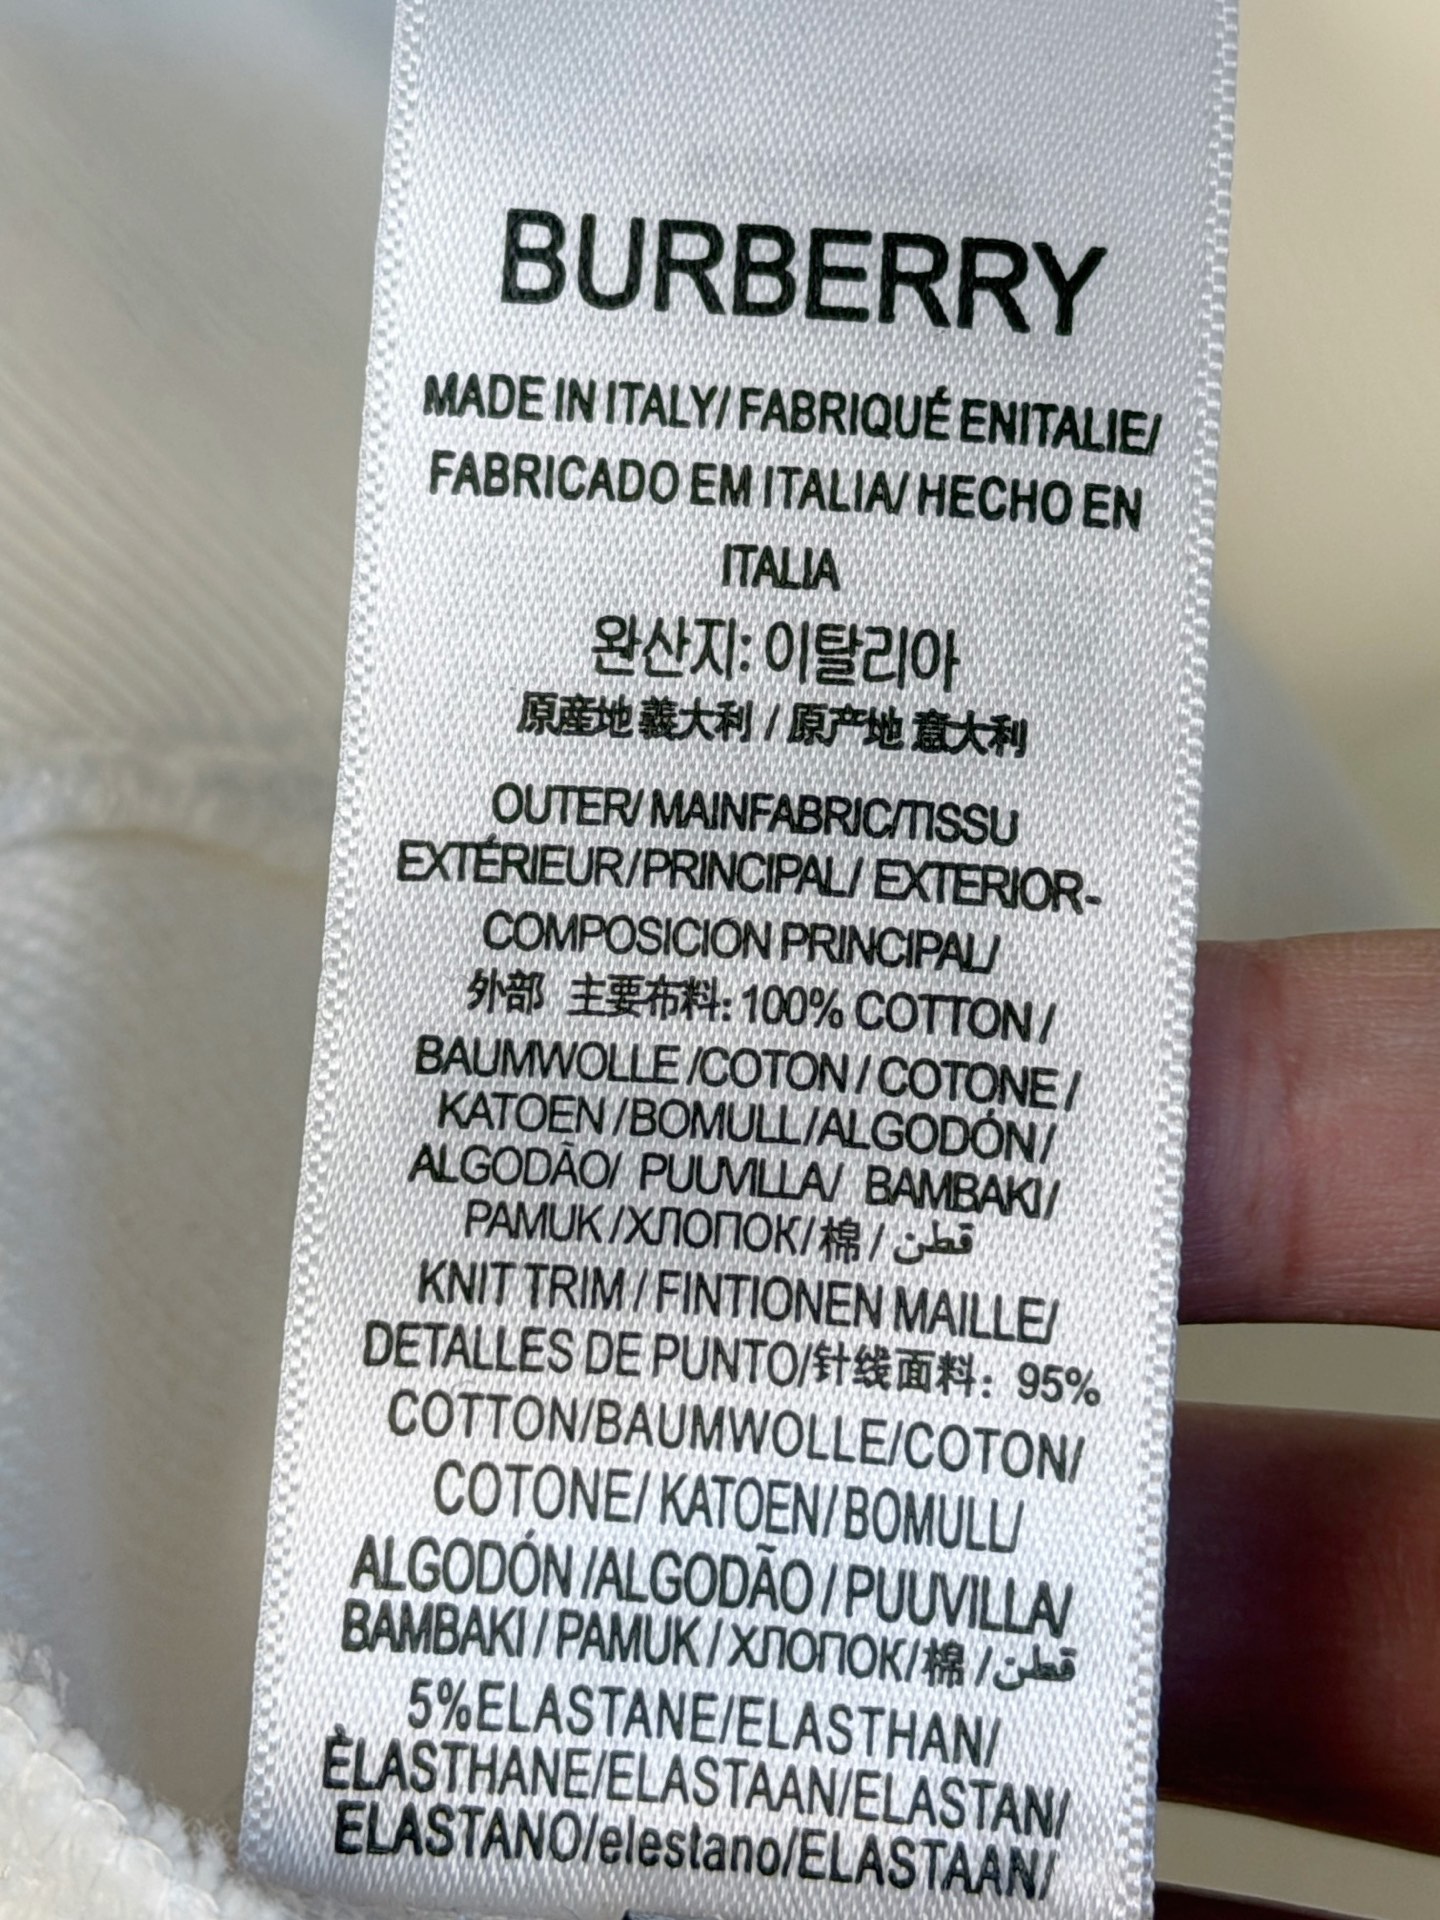 BURBERRY
MADE IN ITALY/ FABRIQUÉ ENITALIE/
FABRICADO EM ITALIA/ HECHO EN
ITALIA
완산지: 이탈리아
原產地 義大利 / 原产地 意大利
OUTER/ MAINFABRIC/TISSU
EXTÉRIEUR/PRINCIPAL/ EXTERIOR-
COMPOSICION PRINCIPAL/
外部 主要布料: 100% COTTON /
BAUMWOLLE /COTON / COTONE /
KATOEN /BOMULL/ALGODÓN/
ALGODÃO/ PUUVILLA/ BAMBAKI/
PAMUK /ХЛОПОК/棉 / قطن
KNIT TRIM / FINTIONEN MAILLE/
DETALLES DE PUNTO/针线面料: 95%
COTTON/BAUMWOLLE/COTON/
COTONE/ KATOEN/BOMULL/
ALGODÓN /ALGODÃO / PUUVILLA/
BAMBAKI / PAMUK / ХЛОПОК/棉 / قطن
5%ELASTANE/ELASTHAN/
ÈLASTHANE/ELASTAAN/ELASTAN/
ELASTANO/elestano/ELASTAAN/